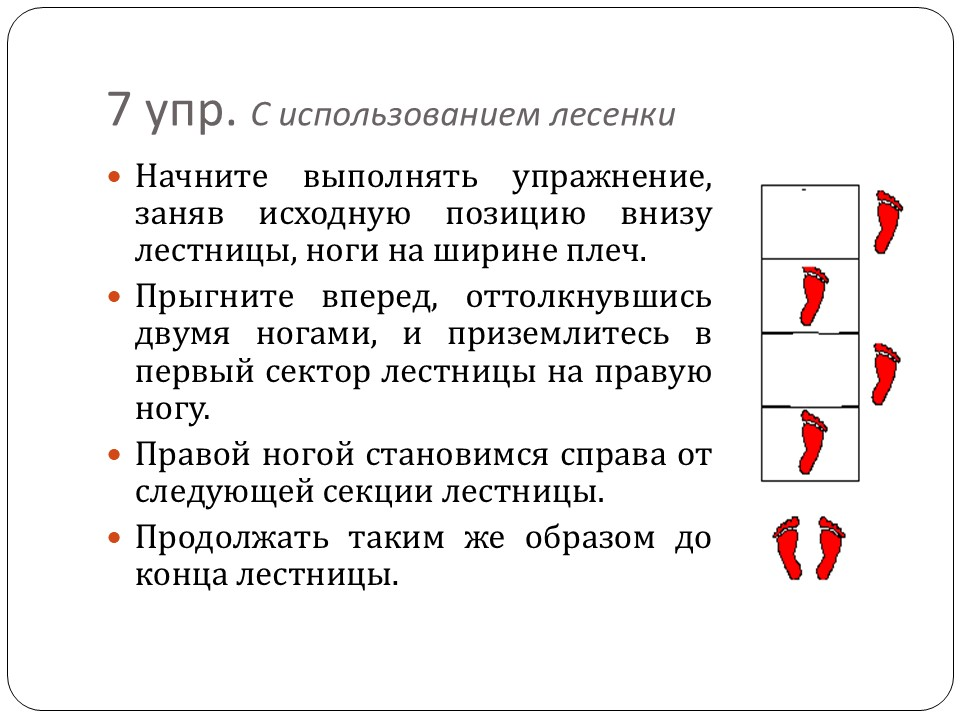 7 упр. С использованием лесенки
Начните выполнять упражнение,
заняв исходную позицию внизу
лестницы, ноги на ширине плеч.
Прыгните вперед, оттолкнувшись
двумя ногами, и приземлитесь в
первый сектор лестницы на правую
ногу.
Правой ногой становимся справа от
следующей секции лестницы.
Продолжать таким же образом до
конца лестницы.